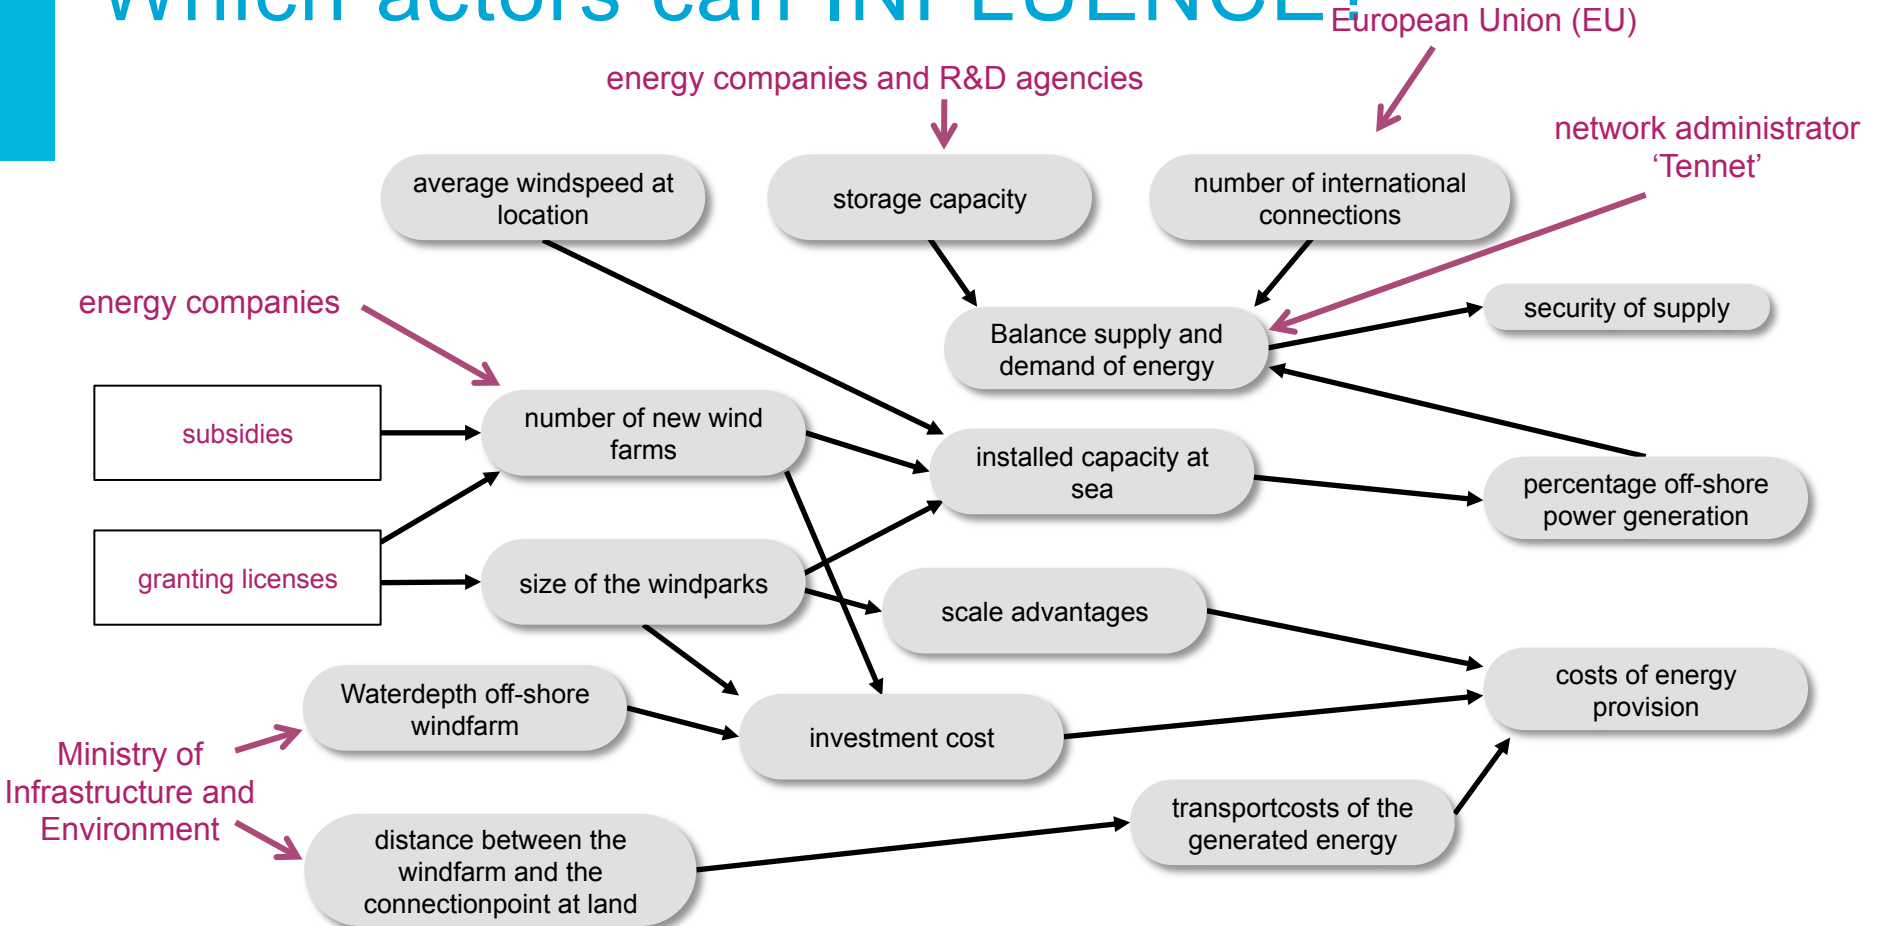 Which actors can INFLUENCE?
European Union (EU)
energy companies and R&D agencies
network administrator
‘Tennet’
average windspeed at
location
storage capacity
number of international
connections
energy companies
security of supply
Balance supply and
demand of energy
subsidies
number of new wind
farms
installed capacity at
sea
percentage off-shore
power generation
granting licenses
size of the windparks
scale advantages
Waterdepth off-shore
windfarm
costs of energy
provision
investment cost
Ministry of
Infrastructure and
Environment
transportcosts of the
generated energy
distance between the
windfarm and the
connectionpoint at land